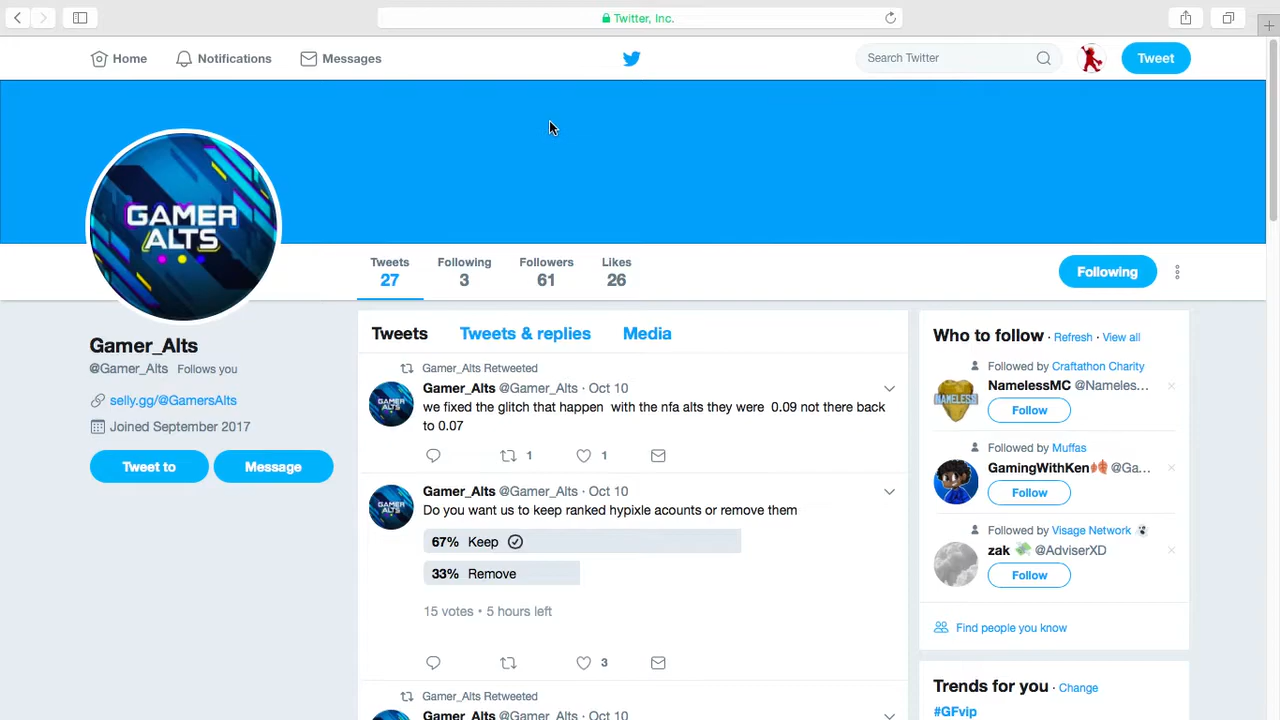 Twitter, Inc.
Home
Notifications
Messages
Search Twitter
Tweet
GAMER
ALTS
Tweets
27
Following
3
Followers
61
Likes
26
Following
Gamer_Alts
@Gamer_Alts Follows you
selly.gg/@GamersAlts
Joined September 2017
Tweet to
Message
Tweets
Tweets & replies
Media
Gamer_Alts Retweeted
GAMER
ALTS
Gamer_Alts @Gamer_Alts · Oct 10
we fixed the glitch that happen with the nfa alts they were 0.09 not there back
to 0.07
1
1
GAMER
ALTS
Gamer_Alts @Gamer_Alts · Oct 10
Do you want us to keep ranked hypixle acounts or remove them
67% Keep
33% Remove
15 votes • 5 hours left
3
Gamer_Alts Retweeted
Gamer_Alts @Gamer_Alts · Oct 10
Who to follow · Refresh · View all
Followed by Craftathon Charity
NAMELESS
NamelessMC @Nameles...
Follow
Followed by Muffas
GamingWithKen @Ga...
Follow
Followed by Visage Network
zak @AdviserXD
Follow
Find people you know
Trends for you · Change
#GFvip